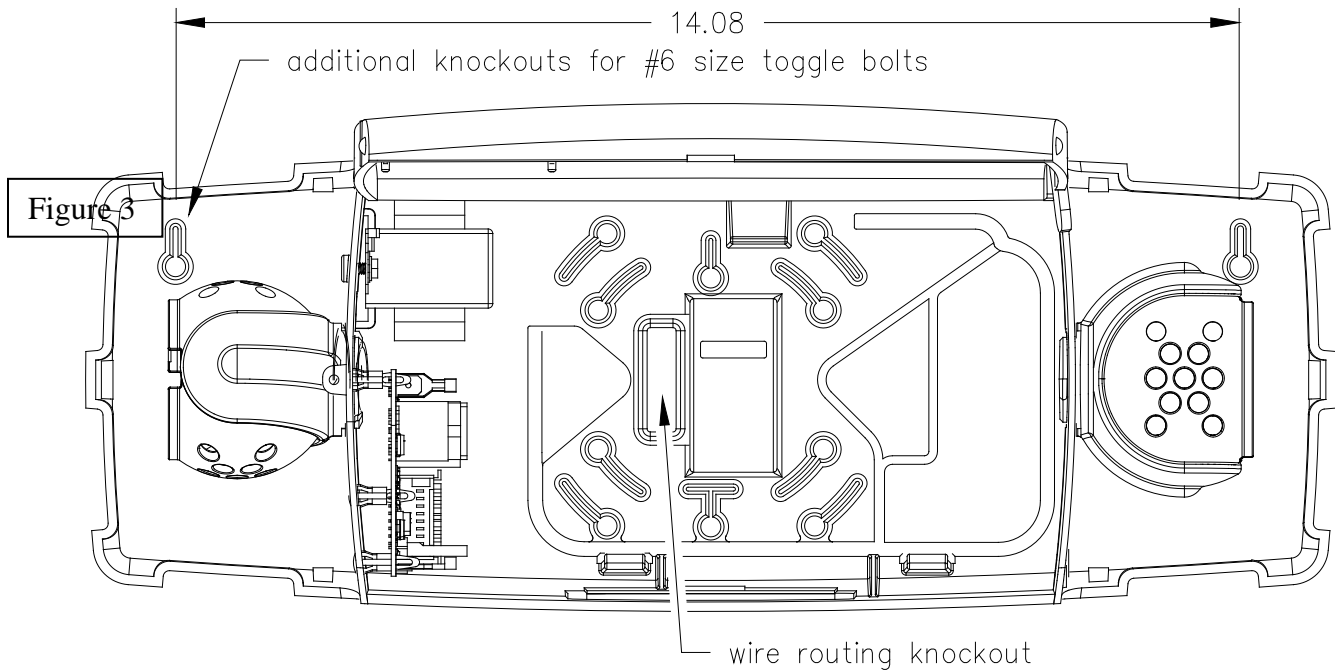 14.08
additional knockouts for #6 size toggle bolts
Figure 3
wire routing knockout